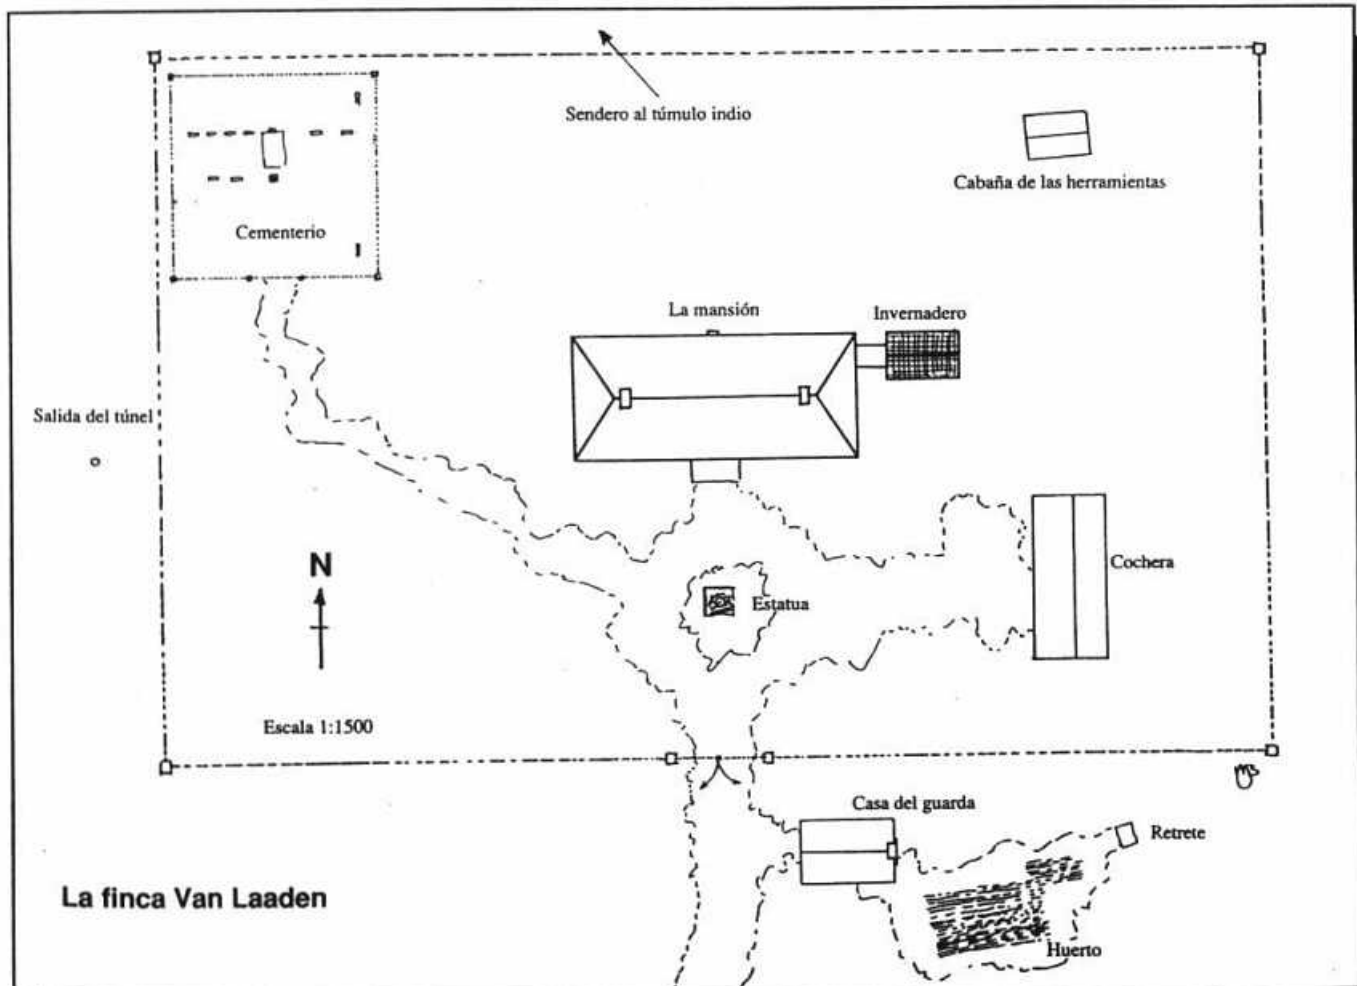 Sendero al túmulo indio
Cabaña de las herramientas
Cementerio
La mansión
Invernadero
Salida del túnel
N
Estatua
Cochera
Escala 1:1500
Casa del guarda
Retrete
La finca Van Laaden
Huerto